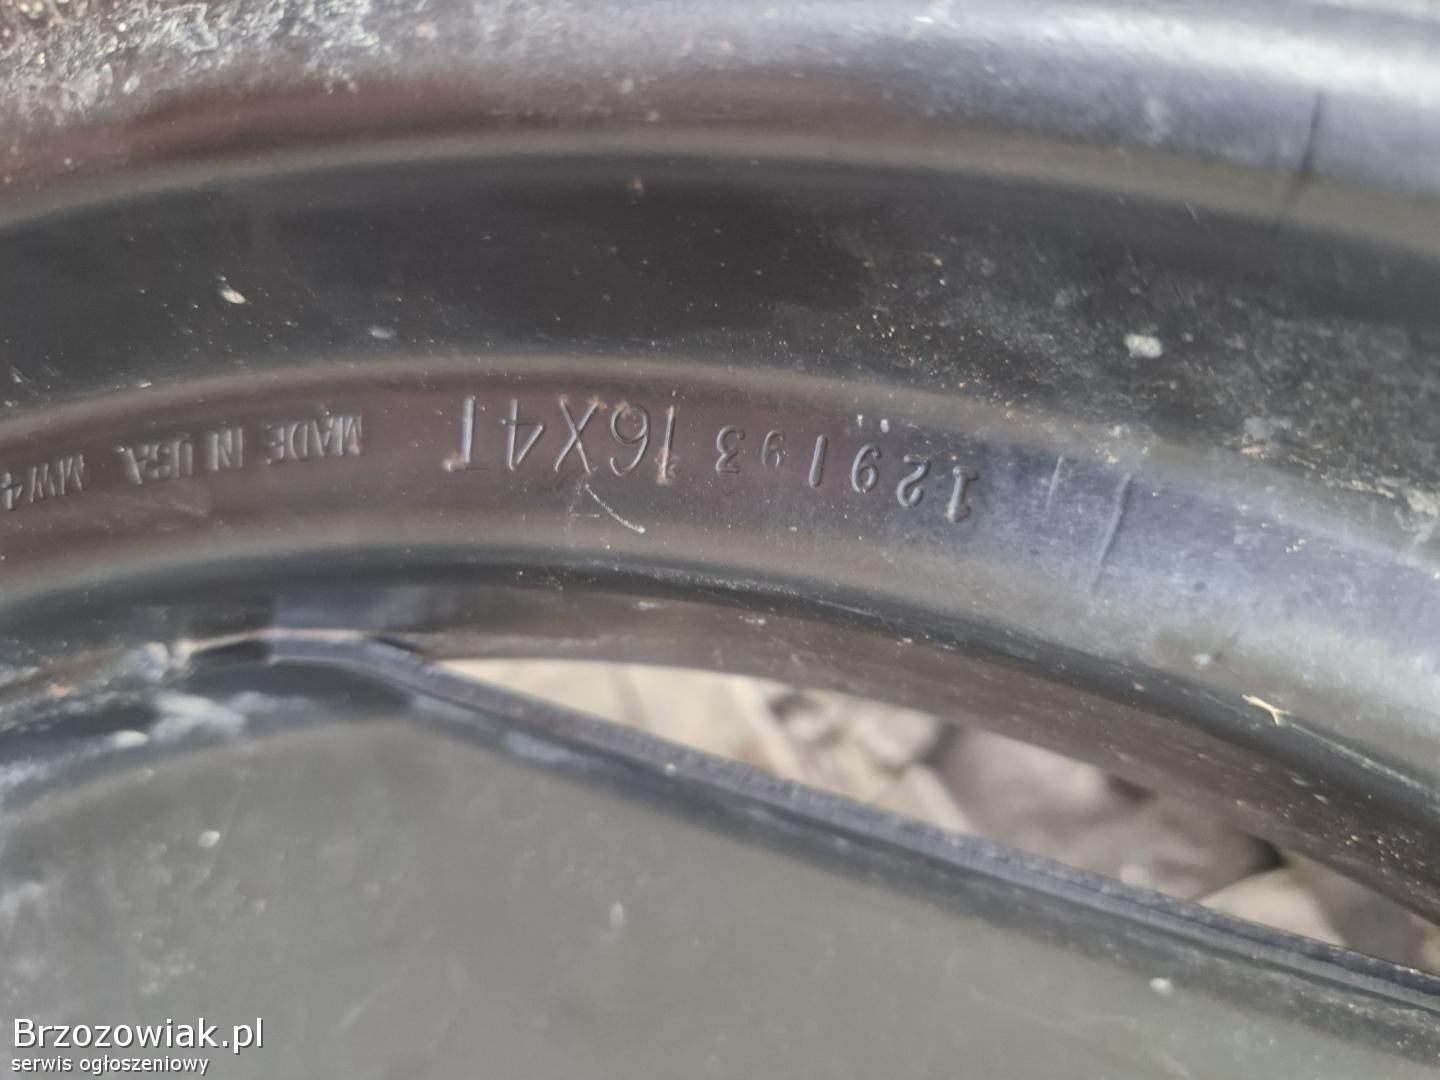 129193 16X4T MADE IN USA MW4
Brzozowiak.pl
serwis ogłoszeniowy